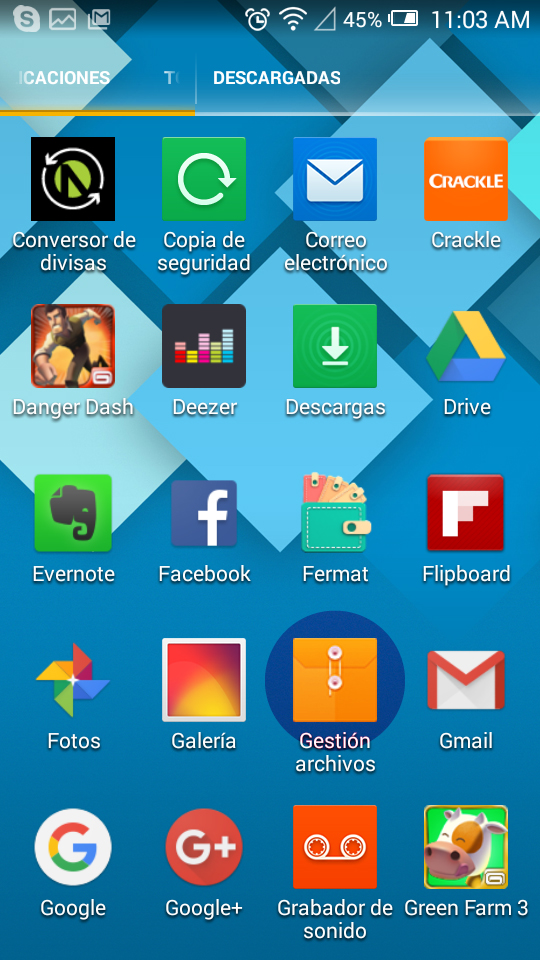 45% 11:03 AM
ICACIONES TO DESCARGADAS
CRACKLE
Conversor de divisas
Copia de seguridad
Correo electrónico
Crackle
Danger Dash
Deezer
Descargas
Drive
Evernote
Facebook
Fermat
Flipboard
Fotos
Galería
Gestión archivos
Gmail
G+
Google
Google+
Grabador de sonido
Green Farm 3